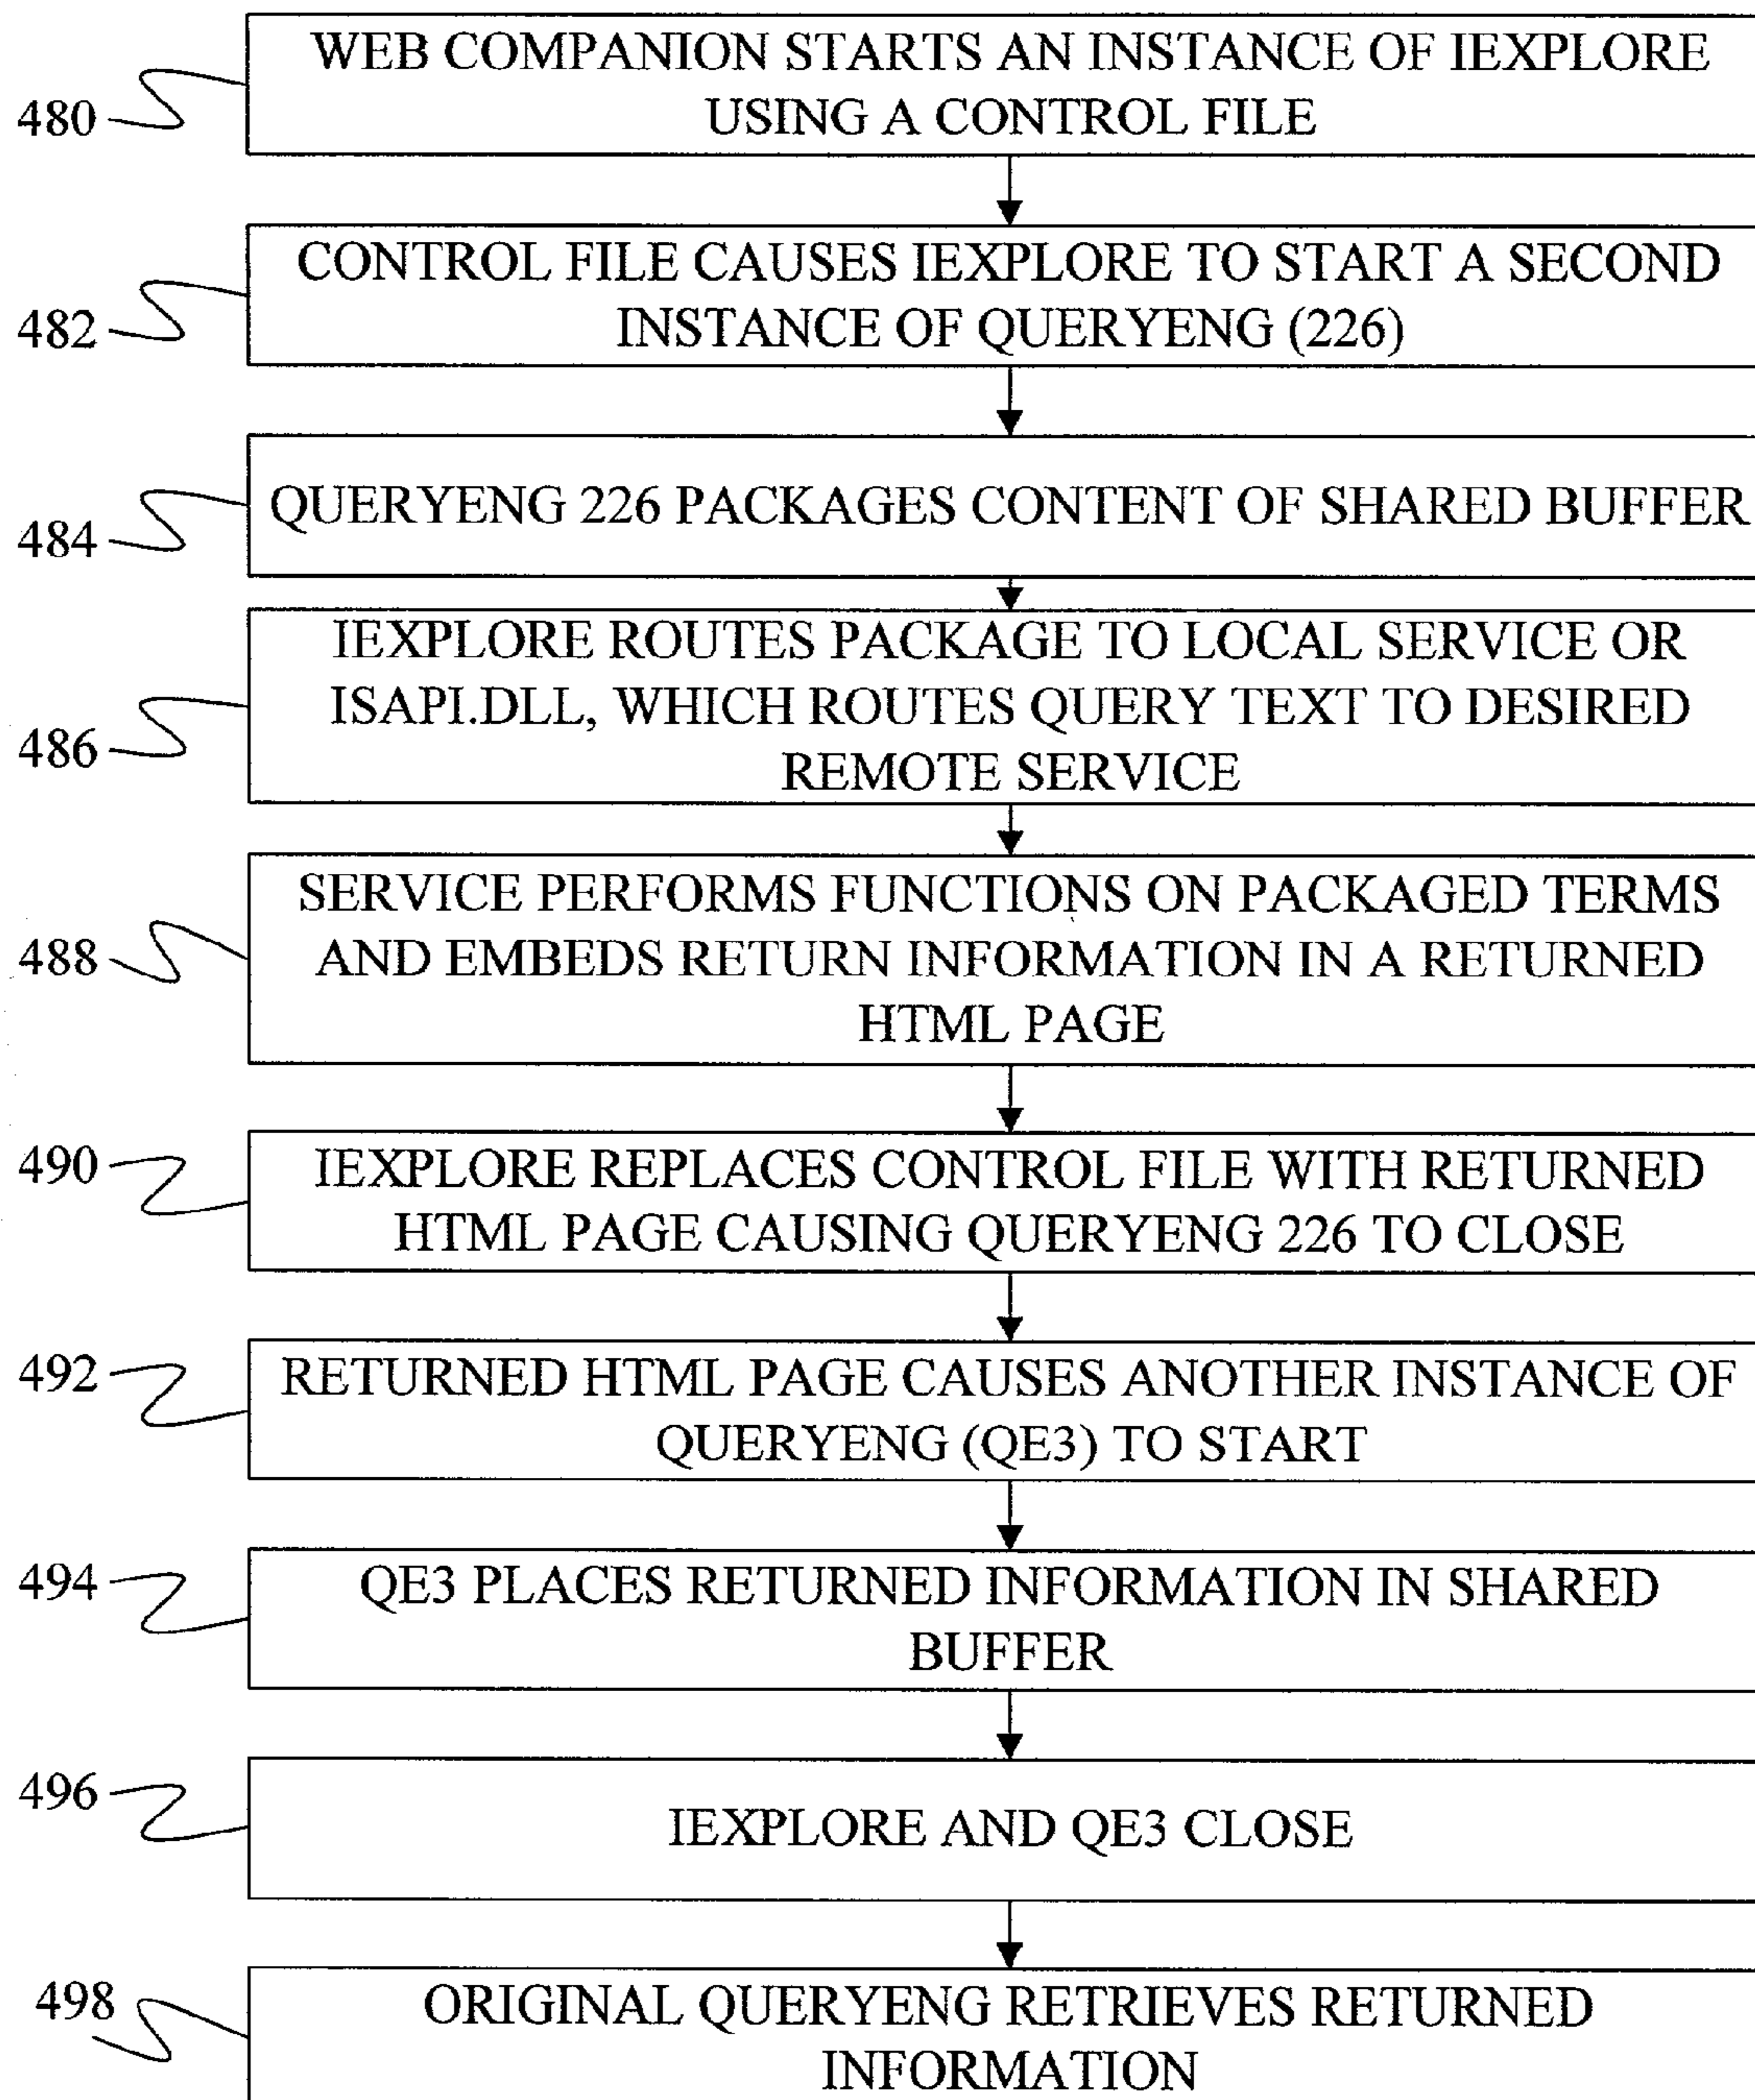 WEB COMPANION STARTS AN INSTANCE OF IEXPLORE
USING A CONTROL FILE
480
CONTROL FILE CAUSES IEXPLORE TO START A SECOND
INSTANCE OF QUERYENG (226)
482
QUERYENG 226 PACKAGES CONTENT OF SHARED BUFFER
484
IEXPLORE ROUTES PACKAGE TO LOCAL SERVICE OR
ISAPI.DLL, WHICH ROUTES QUERY TEXT TO DESIRED
REMOTE SERVICE
486
SERVICE PERFORMS FUNCTIONS ON PACKAGED TERMS
AND EMBEDS RETURN INFORMATION IN A RETURNED
HTML PAGE
488
490
IEXPLORE REPLACES CONTROL FILE WITH RETURNED
HTML PAGE CAUSING QUERYENG 226 TO CLOSE
492
RETURNED HTML PAGE CAUSES ANOTHER INSTANCE OF
QUERYENG (QE3) TO START
494
QE3 PLACES RETURNED INFORMATION IN SHARED
BUFFER
496
IEXPLORE AND QE3 CLOSE
498
ORIGINAL QUERYENG RETRIEVES RETURNED
INFORMATION